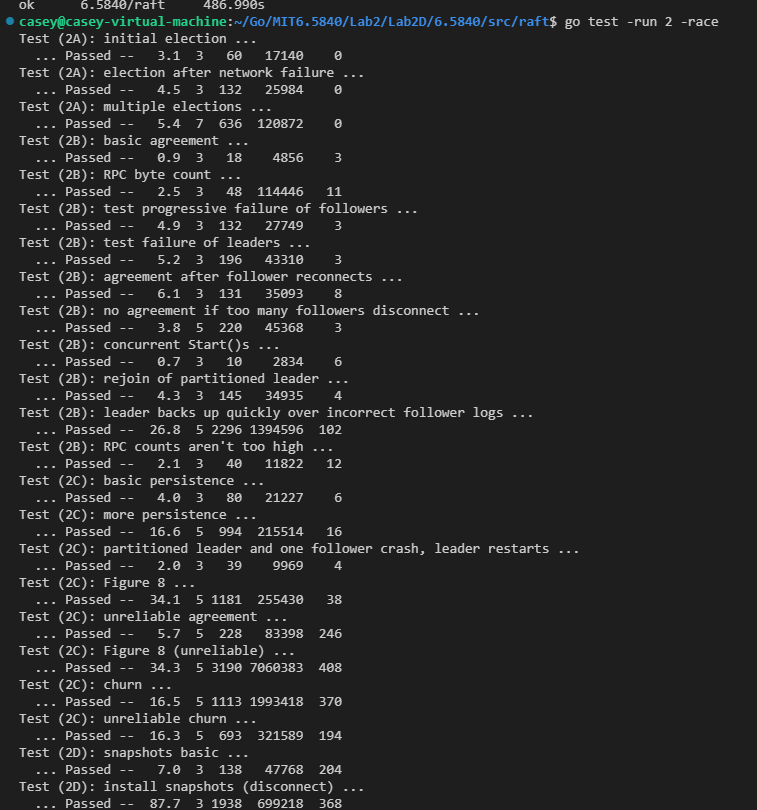 ok      6.5840/raft     486.990s
casey@casey-virtual-machine:~/Go/MIT6.5840/Lab2/Lab2D/6.5840/src/raft$ go test -run 2 -race
Test (2A): initial election ...
  ... Passed --   3.1  3   60   17140    0
Test (2A): election after network failure ...
  ... Passed --   4.5  3  132   25984    0
Test (2A): multiple elections ...
  ... Passed --   5.4  7  636  120872    0
Test (2B): basic agreement ...
  ... Passed --   0.9  3   18    4856    3
Test (2B): RPC byte count ...
  ... Passed --   2.5  3   48  114446   11
Test (2B): test progressive failure of followers ...
  ... Passed --   4.9  3  132   27749    3
Test (2B): test failure of leaders ...
  ... Passed --   5.2  3  196   43310    3
Test (2B): agreement after follower reconnects ...
  ... Passed --   6.1  3  131   35093    8
Test (2B): no agreement if too many followers disconnect ...
  ... Passed --   3.8  5  220   45368    3
Test (2B): concurrent Start()s ...
  ... Passed --   0.7  3   10    2834    6
Test (2B): rejoin of partitioned leader ...
  ... Passed --   4.3  3  145   34935    4
Test (2B): leader backs up quickly over incorrect follower logs ...
  ... Passed --  26.8  5 2296 1394596  102
Test (2B): RPC counts aren't too high ...
  ... Passed --   2.1  3   40   11822   12
Test (2C): basic persistence ...
  ... Passed --   4.0  3   80   21227    6
Test (2C): more persistence ...
  ... Passed --  16.6  5  994  215514   16
Test (2C): partitioned leader and one follower crash, leader restarts ...
  ... Passed --   2.0  3   39    9969    4
Test (2C): Figure 8 ...
  ... Passed --  34.1  5 1181  255430   38
Test (2C): unreliable agreement ...
  ... Passed --   5.7  5  228   83398  246
Test (2C): Figure 8 (unreliable) ...
  ... Passed --  34.3  5 3190 7060383  408
Test (2C): churn ...
  ... Passed --  16.5  5 1113 1993418  370
Test (2C): unreliable churn ...
  ... Passed --  16.3  5  693  321589  194
Test (2D): snapshots basic ...
  ... Passed --   7.0  3  138   47768  204
Test (2D): install snapshots (disconnect) ...
  ... Passed --  87.7  3 1938  699218  368